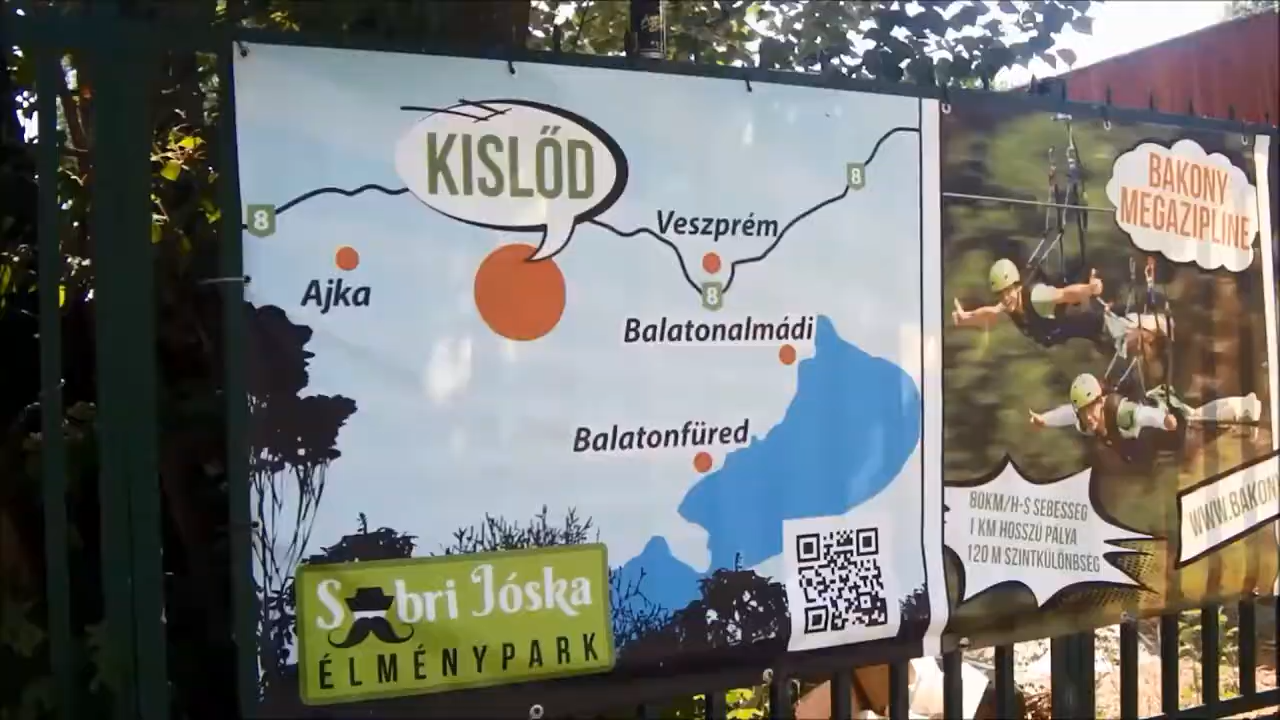 KISLŐD
8
8
Veszprém
8
Ajka
Balatonalmádi
Balatonfüred
Sobri Jóska
ÉLMÉNYPARK
BAKONY
MEGAZIPLINE
80KM/H-S SEBESSÉG
1 KM HOSSZÚ PÁLYA
120 M SZINTKÜLÖNBSÉG
WWW.BAKON